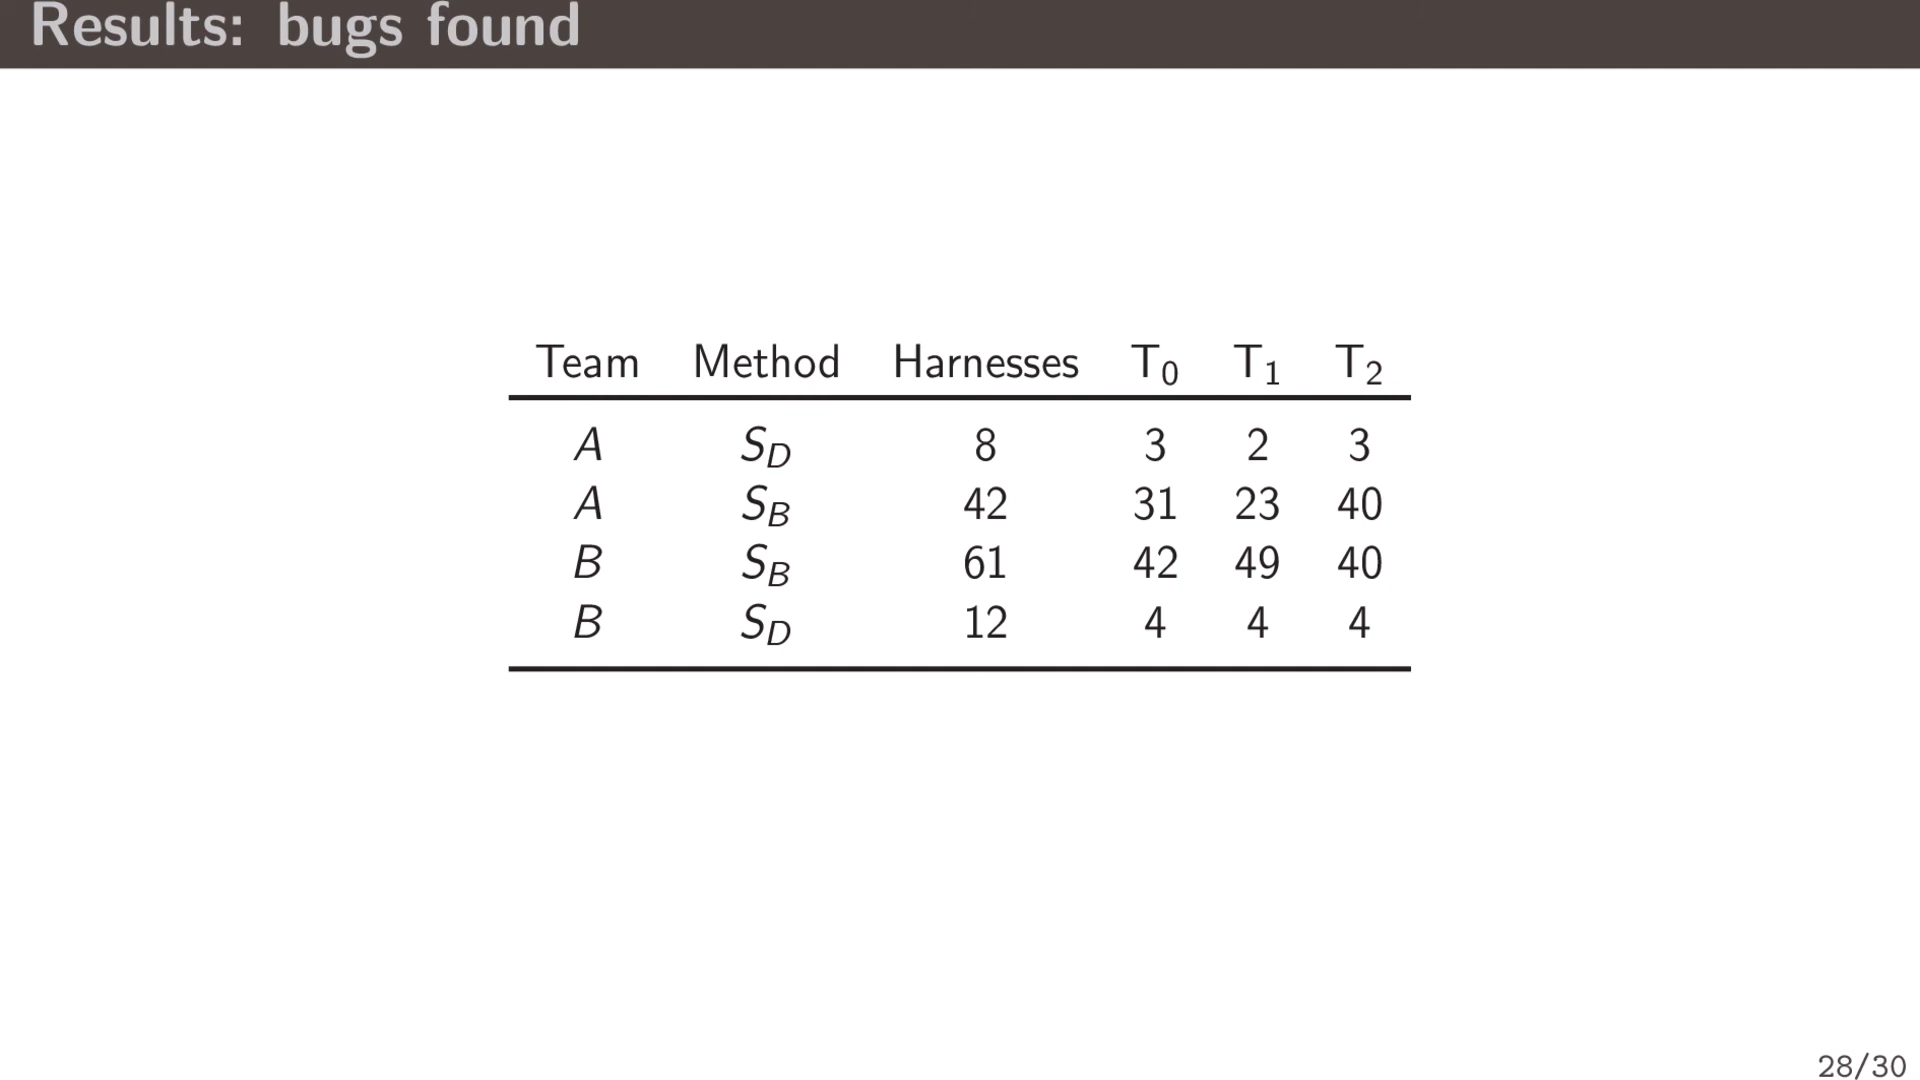 Results: bugs found
Team Method Harnesses T₀ T₁ T₂
A S_D 8 3 2 3
A S_B 42 31 23 40
B S_B 61 42 49 40
B S_D 12 4 4 4
28/30